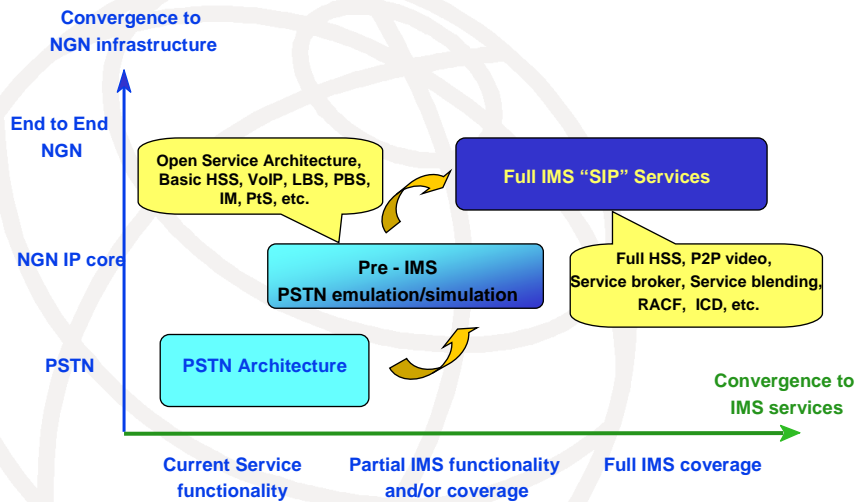 Convergence to
NGN infrastructure
End to End
NGN
Open Service Architecture,
Basic HSS, VoIP, LBS, PBS,
IM, PtS, etc.
Full IMS “SIP” Services
NGN IP core
Pre - IMS
PSTN emulation/simulation
Full HSS, P2P video,
Service broker, Service blending,
RACF, ICD, etc.
PSTN
PSTN Architecture
Convergence to
IMS services
Current Service
functionality
Partial IMS functionality
and/or coverage
Full IMS coverage